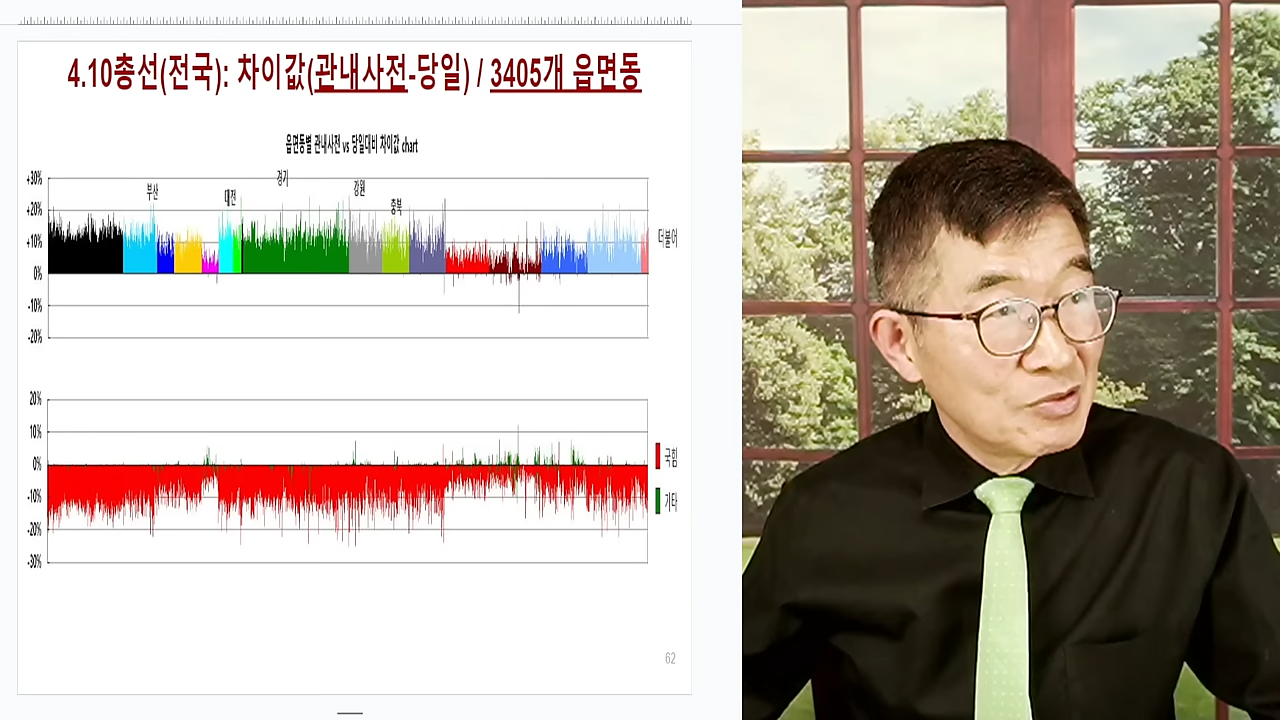 4.10총선(전국): 차이값(관내사전-당일) / 3405개 읍면동
읍면동별 관내사전 vs 당일대비 차이값 chart
+30%
+20%
+10%
0%
-10%
-20%
부산
대전
경기
강원
충북
더불어
20%
10%
0%
-10%
-20%
-30%
국힘
기타
62